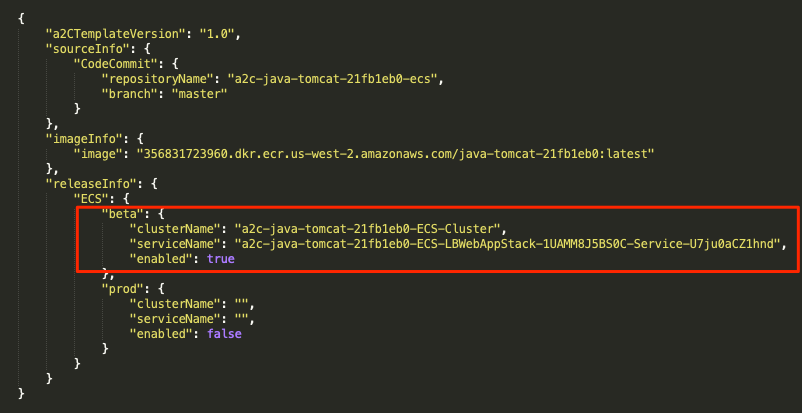 {
    "a2CTemplateVersion": "1.0",
    "sourceInfo": {
        "CodeCommit": {
            "repositoryName": "a2c-java-tomcat-21fb1eb0-ecs",
            "branch": "master"
        }
    },
    "imageInfo": {
        "image": "356831723960.dkr.ecr.us-west-2.amazonaws.com/java-tomcat-21fb1eb0:latest"
    },
    "releaseInfo": {
        "ECS": {
            "beta": {
                "clusterName": "a2c-java-tomcat-21fb1eb0-ECS-Cluster",
                "serviceName": "a2c-java-tomcat-21fb1eb0-ECS-LBWebAppStack-1UAMM8J5BS0C-Service-U7ju0aCZ1hnd",
                "enabled": true
            },
            "prod": {
                "clusterName": "",
                "serviceName": "",
                "enabled": false
            }
        }
    }
}